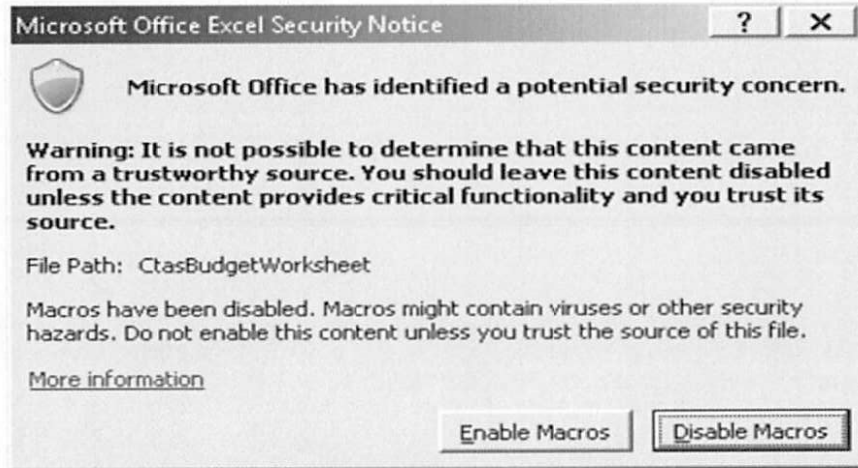 Microsoft Office Excel Security Notice
?
Microsoft Office has identified a potential security concern.
Warning: It is not possible to determine that this content came
from a trustworthy source. You should leave this content disabled
unless the content provides critical functionality and you trust its
source.
File Path: CtasBudgetWorksheet
Macros have been disabled. Macros might contain viruses or other security
hazards. Do not enable this content unless you trust the source of this file.
More information
Enable Macros
Disable Macros